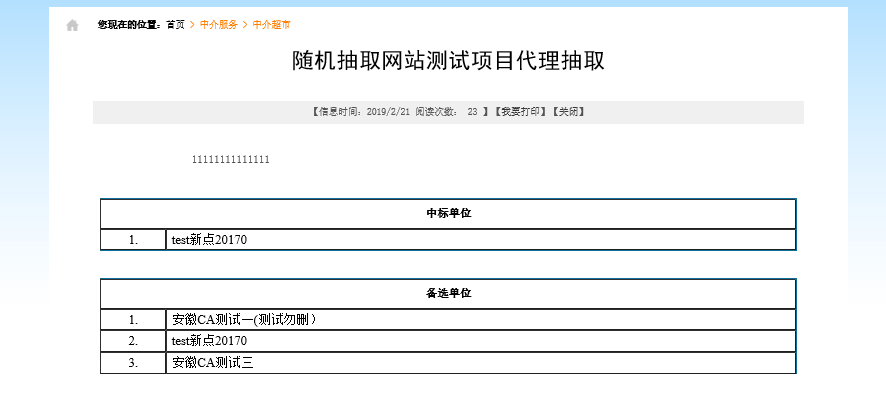 您现在的位置：首页 > 中介服务 > 中介超市
随机抽取网站测试项目代理抽取
【信息时间：2019/2/21 阅读次数： 23 】【我要打印】【关闭】
11111111111111
中标单位
1. test新点20170
备选单位
1. 安徽CA测试一(测试勿删）
2. test新点20170
3. 安徽CA测试三